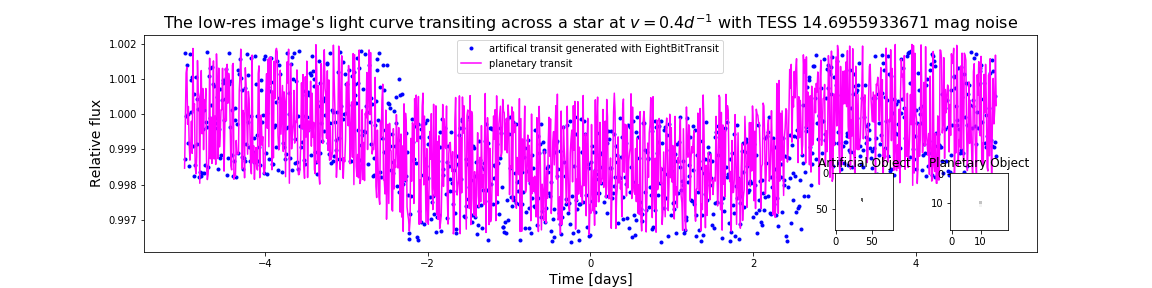 The low-res image's light curve transiting across a star at v = 0.4d⁻¹ with TESS 14.6955933671 mag noise
artifical transit generated with EightBitTransit
planetary transit
Relative flux
1.002
1.001
1.000
0.999
0.998
0.997
Artificial Object
0
50
0 50
Planetary Object
0
10
0 10
−4 −2 0 2 4
Time [days]